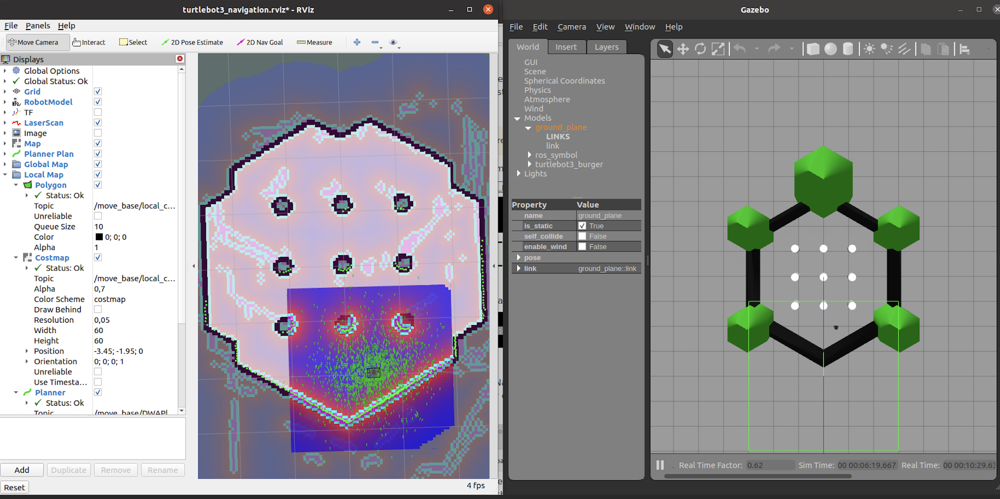 turtlebot3_navigation.rviz* - RViz
File Panels Help
Move Camera Interact Select 2D Pose Estimate 2D Nav Goal Measure
Displays
Global Options
Global Status: Ok
Grid
RobotModel
TF
LaserScan
Image
Map
Planner Plan
Global Map
Local Map
Polygon
Status: Ok
Topic /move_base/local_c...
Unreliable
Queue Size 10
Color 0; 0; 0
Alpha 1
Costmap
Status: Ok
Topic /move_base/local_c...
Alpha 0,7
Color Scheme costmap
Draw Behind
Resolution 0,05
Width 60
Height 60
Position -3.45; -1.95; 0
Orientation 0; 0; 0; 1
Unreliable
Use Timesta...
Planner
Status: Ok
Topic /move_base/DWAPl
Add Duplicate Remove Rename
Reset
4 fps
Gazebo
File Edit Camera View Window Help
World Insert Layers
GUI
Scene
Spherical Coordinates
Physics
Atmosphere
Wind
Models
ground_plane
LINKS
link
ros_symbol
turtlebot3_burger
Lights
Property Value
name ground_plane
is_static True
self_collide False
enable_wind False
pose
link ground_plane::link
Real Time Factor: 0.62 Sim Time: 00 00:06:19.667 Real Time: 00 00:10:29.63